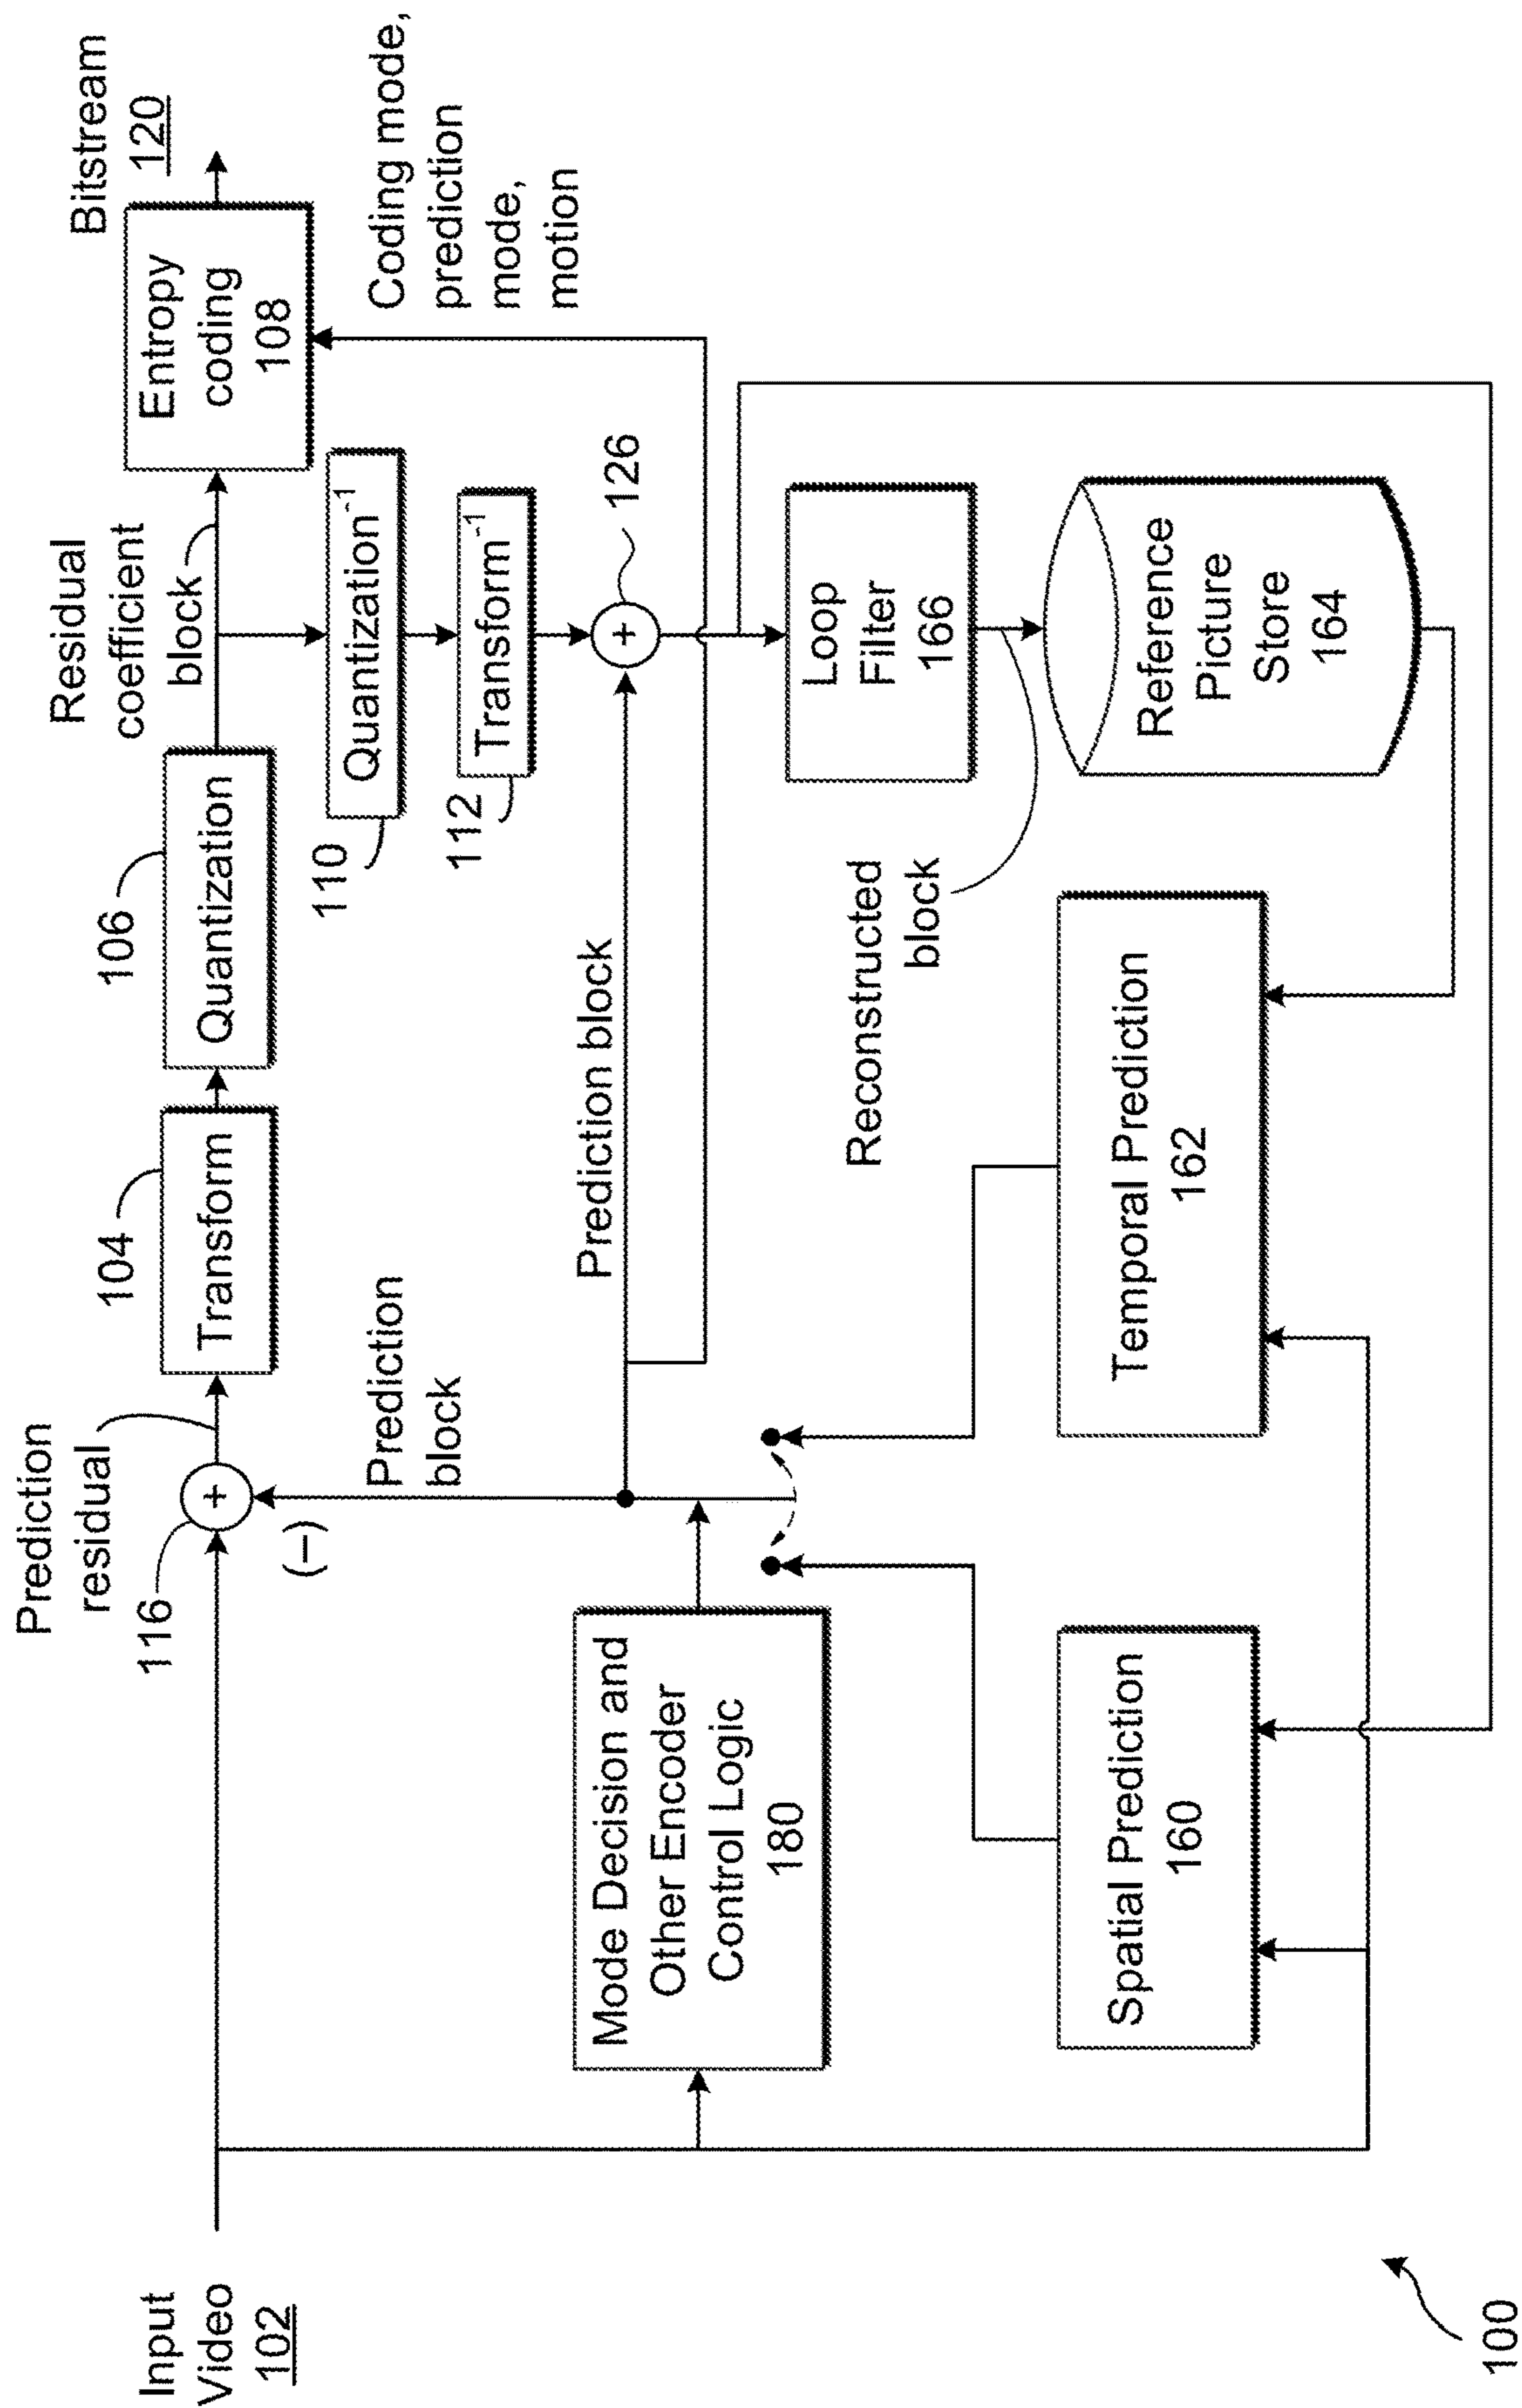 Input
Video
102
Prediction
residual
116
(–)
104
Transform
106
Quantization
Residual
coefficient
block
Entropy
coding
108
Bitstream
120
Coding mode,
prediction
mode,
motion
110
Quantization-1
112
Transform-1
126
Prediction
block
Prediction block
Mode Decision and
Other Encoder
Control Logic
180
+
+
Loop
Filter
166
Reconstructed
block
Reference
Picture
Store
164
Spatial Prediction
160
Temporal Prediction
162
100